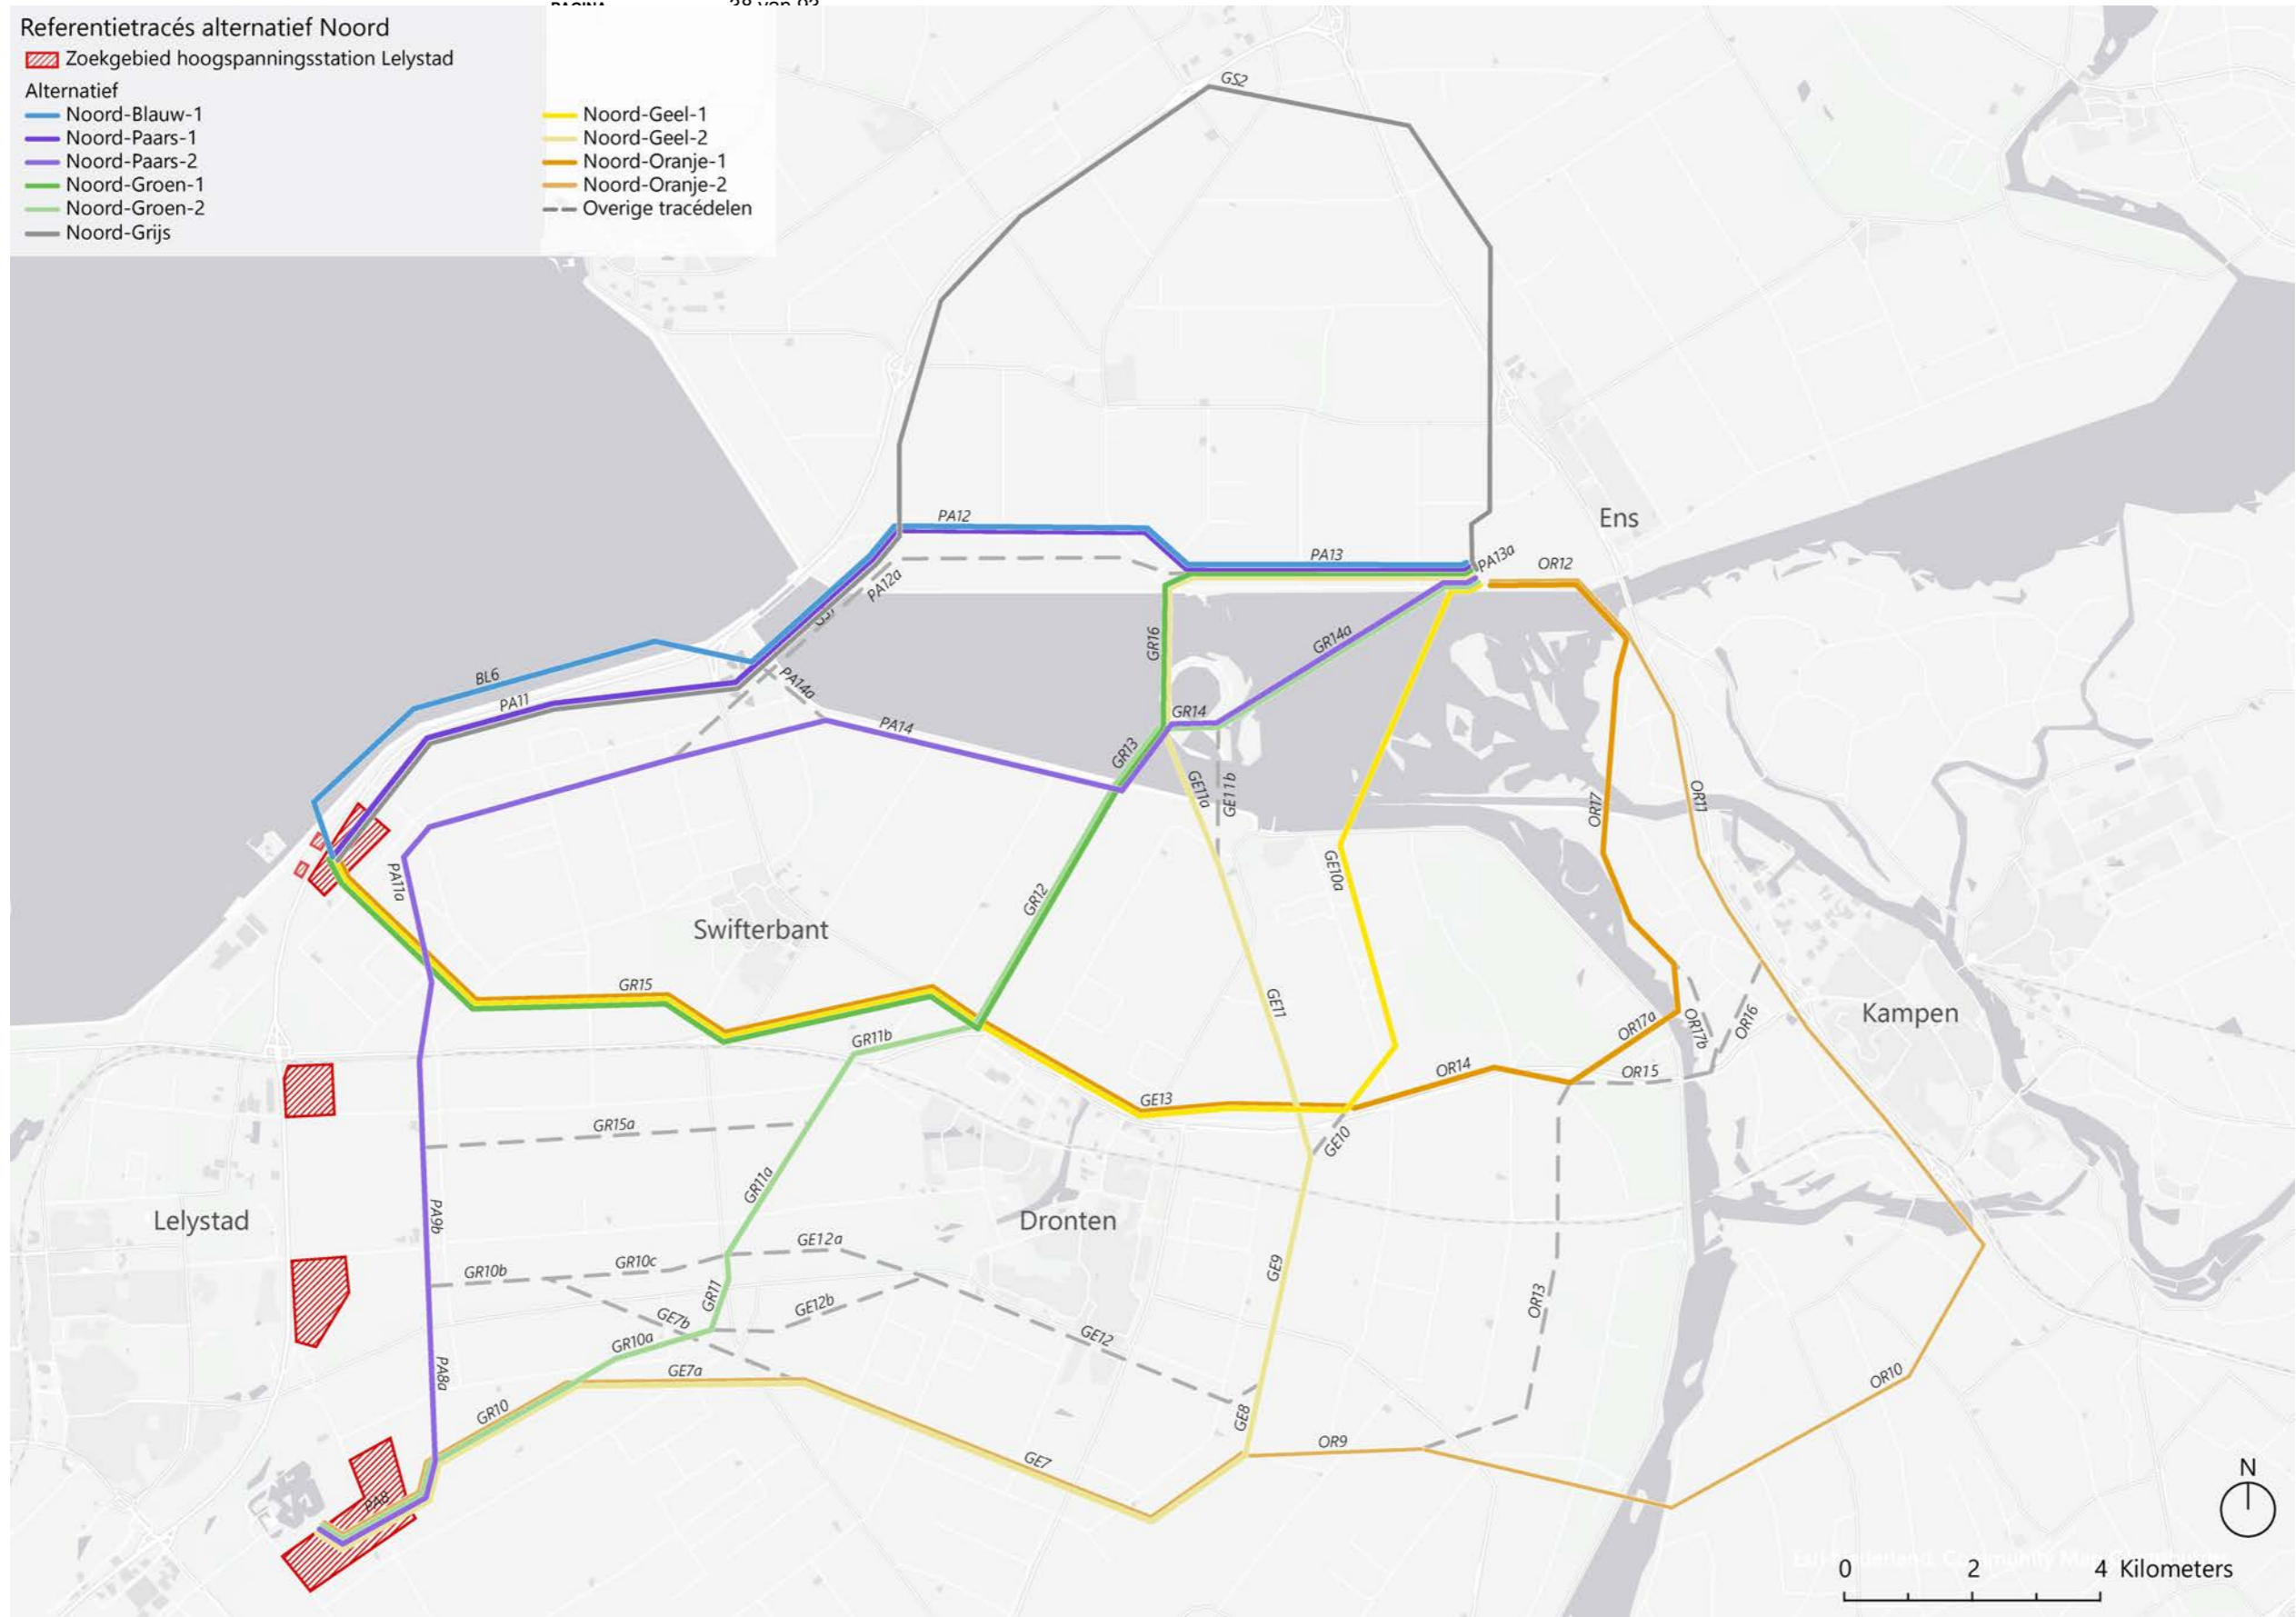 38 van 93
Referentietracés alternatief Noord
Zoekgebied hoogspanningsstation Lelystad
Alternatief
Noord-Blauw-1
Noord-Paars-1
Noord-Paars-2
Noord-Groen-1
Noord-Groen-2
Noord-Grijs
Noord-Geel-1
Noord-Geel-2
Noord-Oranje-1
Noord-Oranje-2
Overige tracédelen
GS2
PA12
Ens
PA13
PA13a
OR12
PA12a
GR16
GR14a
BL6
PA11
PA14a
PA14
GR14
GR13
GE11a
GE11b
OR17
OR11
PA11a
GE10a
GR12
Swifterbant
GR15
GE11
Kampen
GR11b
OR17a
OR17b
OR16
OR14
OR15
GE13
GR15a
GE10
GR11a
PA9b
Lelystad
Dronten
GE12a
GR10c
GR10b
GE9
GR11
GE12b
OR13
GE7b
GR10a
GE12
PA8a
GE7a
OR10
GR10
GE8
OR9
GE7
PA8
N
0 2 4 Kilometers